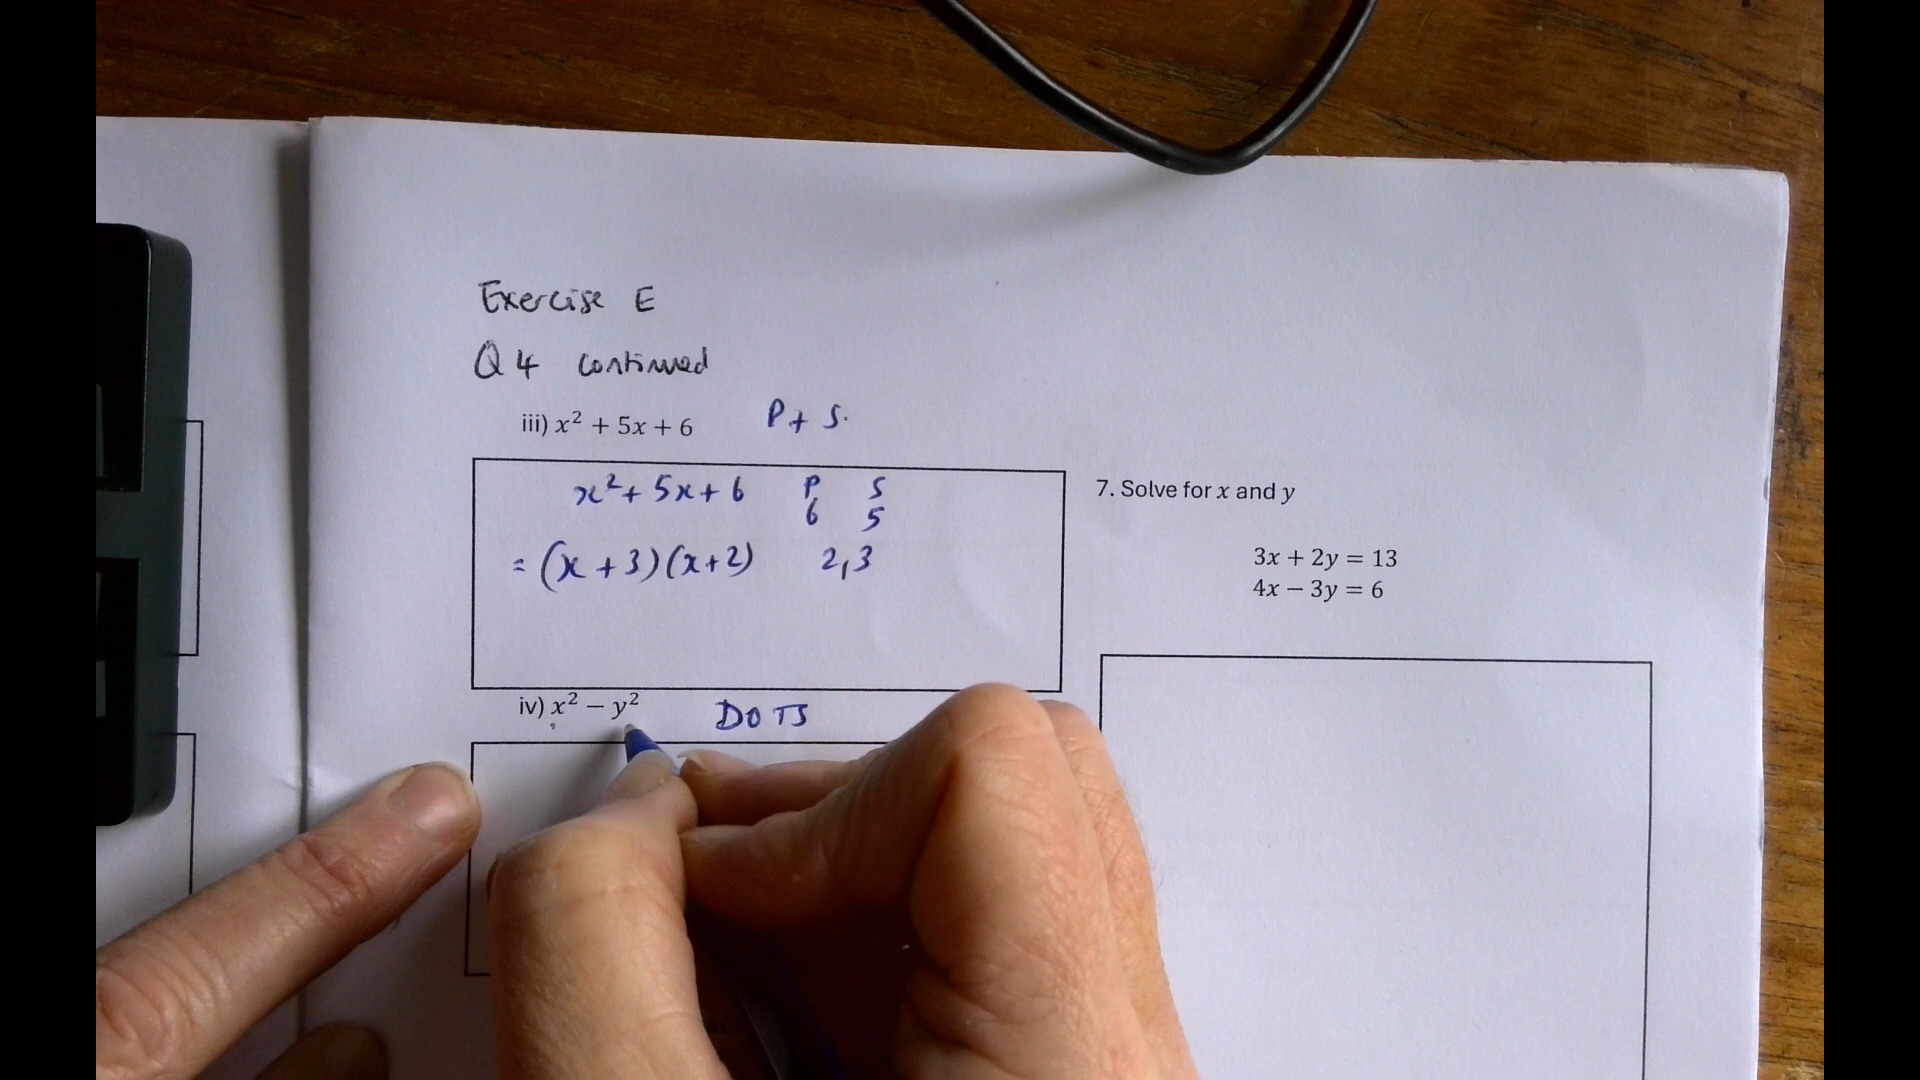 Exercise E
Q4 continued
iii) x² + 5x + 6 P + S.
x² + 5x + 6 P S
6 5
= (x + 3)(x + 2) 2, 3
iv) x² − y² DOTS
7. Solve for x and y
3x + 2y = 13
4x − 3y = 6